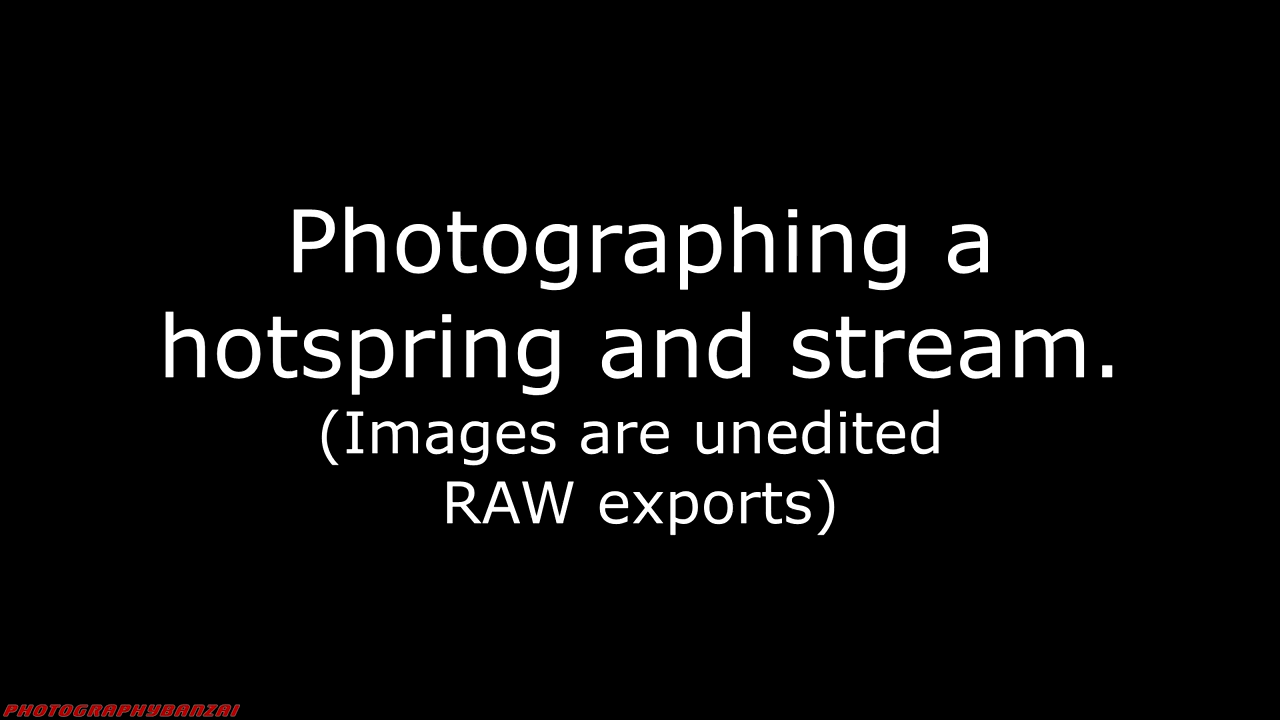 Photographing a
hotspring and stream.
(Images are unedited
RAW exports)
PHOTOGRAPHYBANZAI